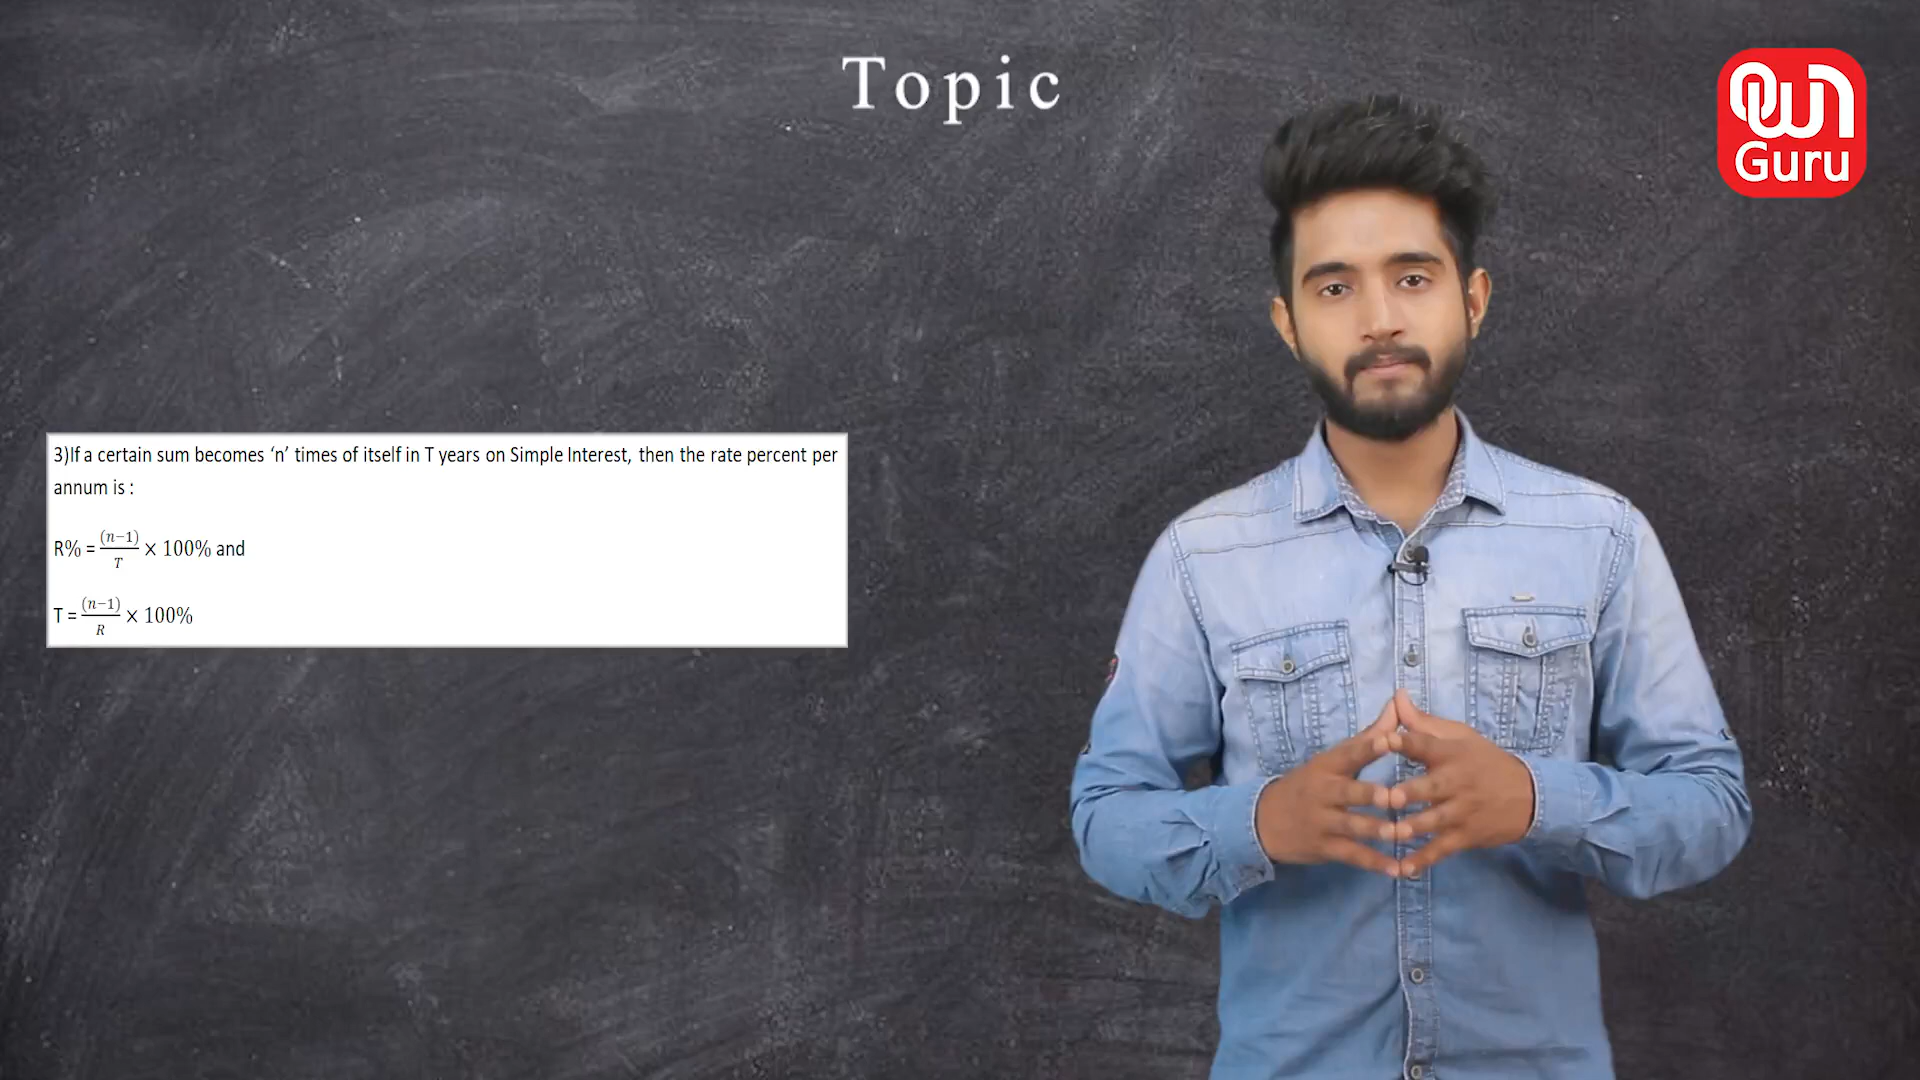 Topic
own
Guru
3)If a certain sum becomes ‘n’ times of itself in T years on Simple Interest, then the rate percent per
annum is :
R% = (n−1)/T × 100% and
T = (n−1)/R × 100%